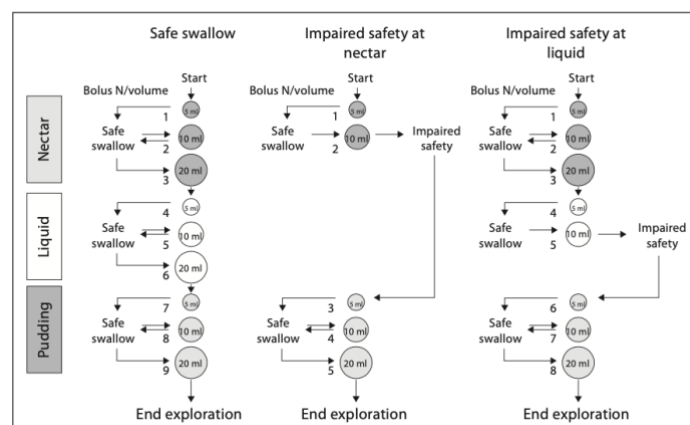 Safe swallow
Impaired safety at
nectar
Impaired safety at
liquid
Nectar
Liquid
Pudding
Bolus N/volume
Start
1
5 ml
Safe
swallow
2
10 ml
3
20 ml
4
5 ml
Safe
swallow
5
10 ml
6
20 ml
7
5 ml
Safe
swallow
8
10 ml
9
20 ml
End exploration
Bolus N/volume
Start
1
5 ml
Safe
swallow
2
10 ml
Impaired
safety
3
5 ml
Safe
swallow
4
10 ml
5
20 ml
End exploration
Bolus N/volume
Start
1
5 ml
Safe
swallow
2
10 ml
3
20 ml
4
5 ml
Safe
swallow
5
10 ml
Impaired
safety
6
5 ml
Safe
swallow
7
10 ml
8
20 ml
End exploration